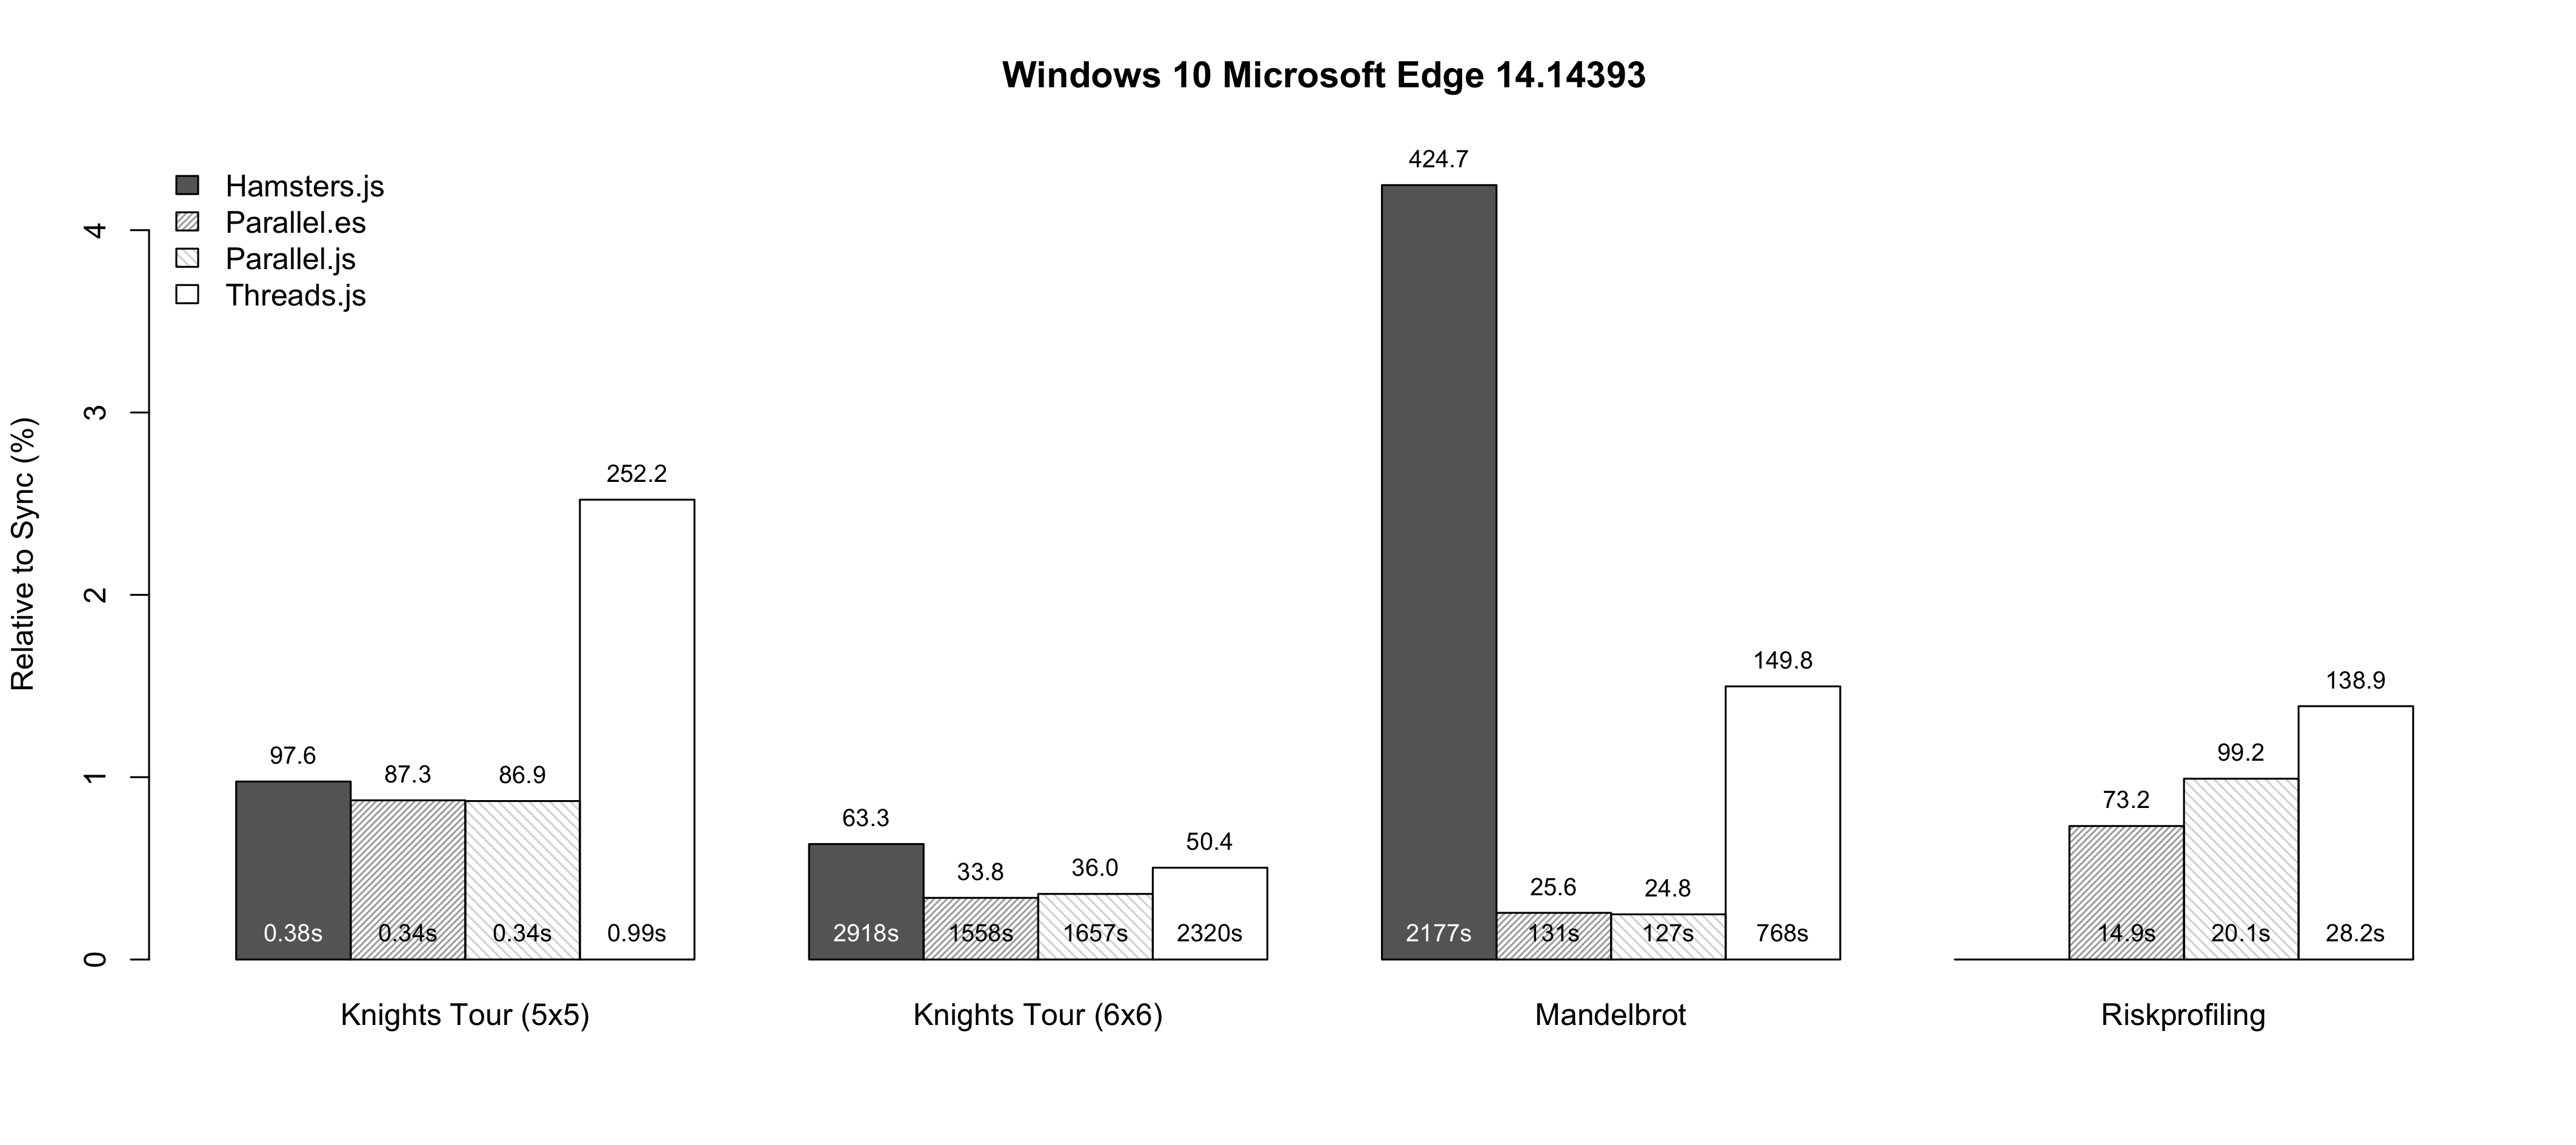 Windows 10 Microsoft Edge 14.14393
Hamsters.js
Parallel.es
Parallel.js
Threads.js
Relative to Sync (%)
4
3
2
1
0
97.6
87.3
86.9
252.2
0.38s
0.34s
0.34s
0.99s
Knights Tour (5x5)
63.3
33.8
36.0
50.4
2918s
1558s
1657s
2320s
Knights Tour (6x6)
424.7
25.6
24.8
149.8
2177s
131s
127s
768s
Mandelbrot
73.2
99.2
138.9
14.9s
20.1s
28.2s
Riskprofiling